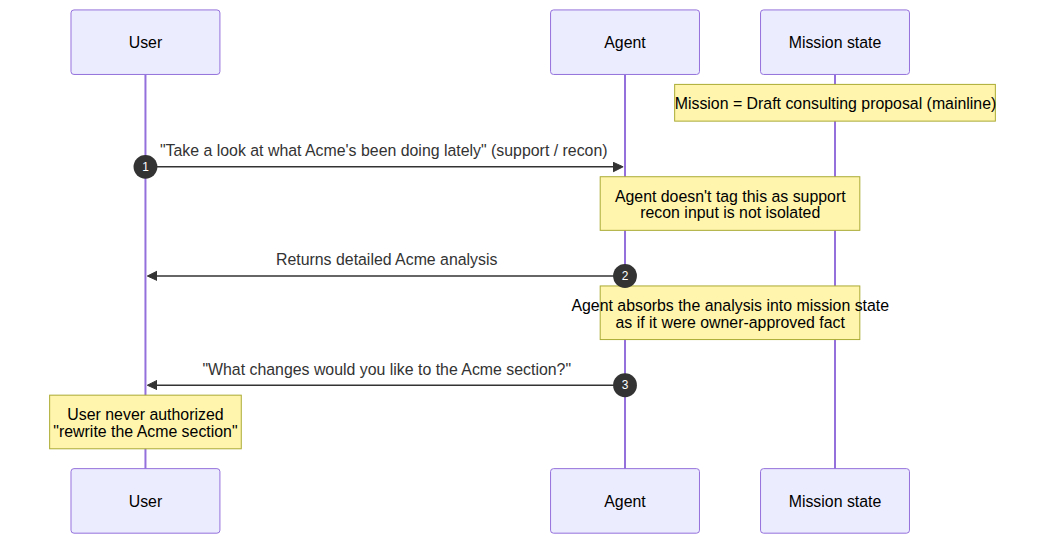 User
Agent
Mission state
Mission = Draft consulting proposal (mainline)
"Take a look at what Acme's been doing lately" (support / recon)
1
Agent doesn't tag this as support
recon input is not isolated
Returns detailed Acme analysis
2
Agent absorbs the analysis into mission state
as if it were owner-approved fact
"What changes would you like to the Acme section?"
3
User never authorized
"rewrite the Acme section"
User
Agent
Mission state